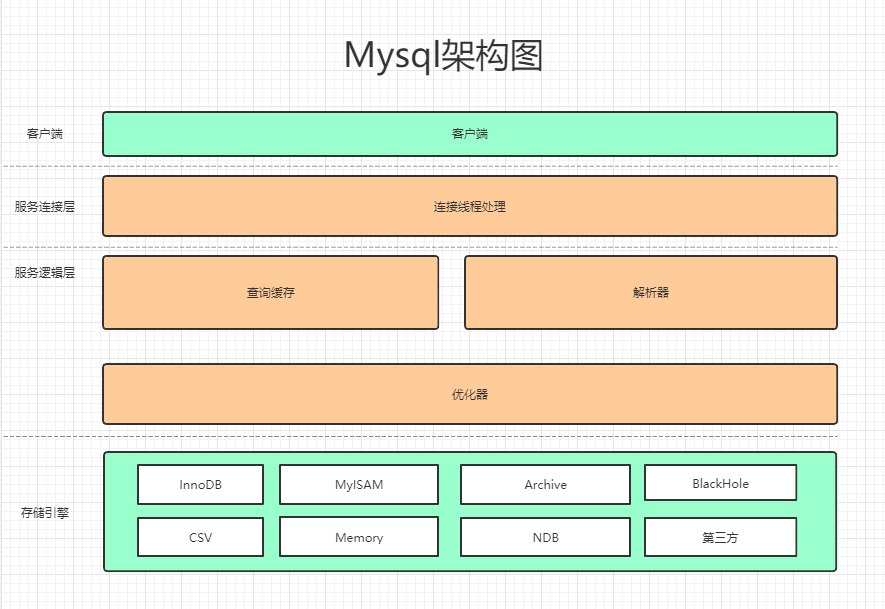 Mysql架构图
客户端
客户端
服务连接层
连接线程处理
服务逻辑层
查询缓存
解析器
优化器
存储引擎
InnoDB
MyISAM
Archive
BlackHole
CSV
Memory
NDB
第三方